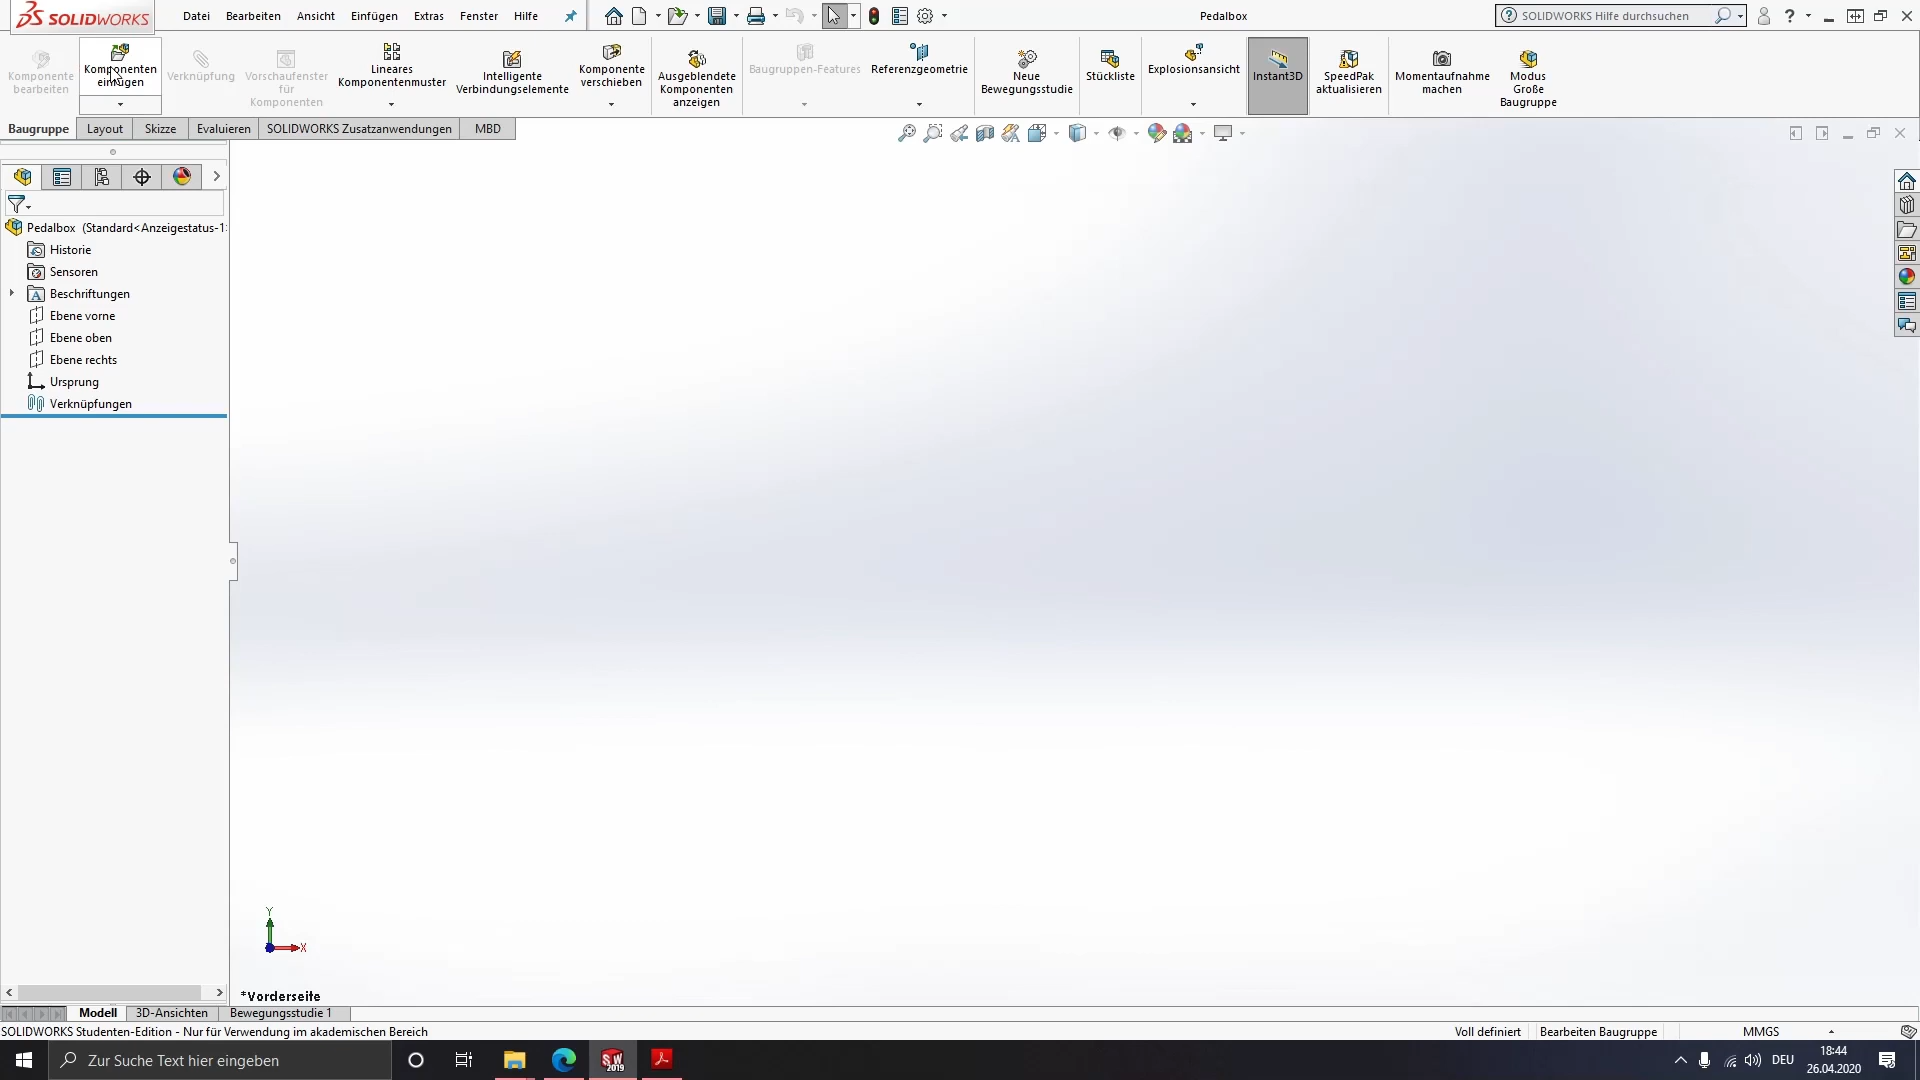 SOLIDWORKS
Datei Bearbeiten Ansicht Einfügen Extras Fenster Hilfe
Pedalbox
SOLIDWORKS Hilfe durchsuchen
Komponente bearbeiten
Komponenten einfügen
Verknüpfung
Vorschaufenster für Komponenten
Lineares Komponentenmuster
Intelligente Verbindungselemente
Komponente verschieben
Ausgeblendete Komponenten anzeigen
Baugruppen-Features
Referenzgeometrie
Neue Bewegungsstudie
Stückliste
Explosionsansicht
Instant3D
SpeedPak aktualisieren
Momentaufnahme machen
Modus Große Baugruppe
Baugruppe Layout Skizze Evaluieren SOLIDWORKS Zusatzanwendungen MBD
Pedalbox (Standard<Anzeigestatus-1
Historie
Sensoren
Beschriftungen
Ebene vorne
Ebene oben
Ebene rechts
Ursprung
Verknüpfungen
Y
X
*Vorderseite
Modell 3D-Ansichten Bewegungsstudie 1
SOLIDWORKS Studenten-Edition - Nur für Verwendung im akademischen Bereich
Voll definiert Bearbeiten Baugruppe MMGS
Zur Suche Text hier eingeben
SW 2019
DEU
18:44
26.04.2020